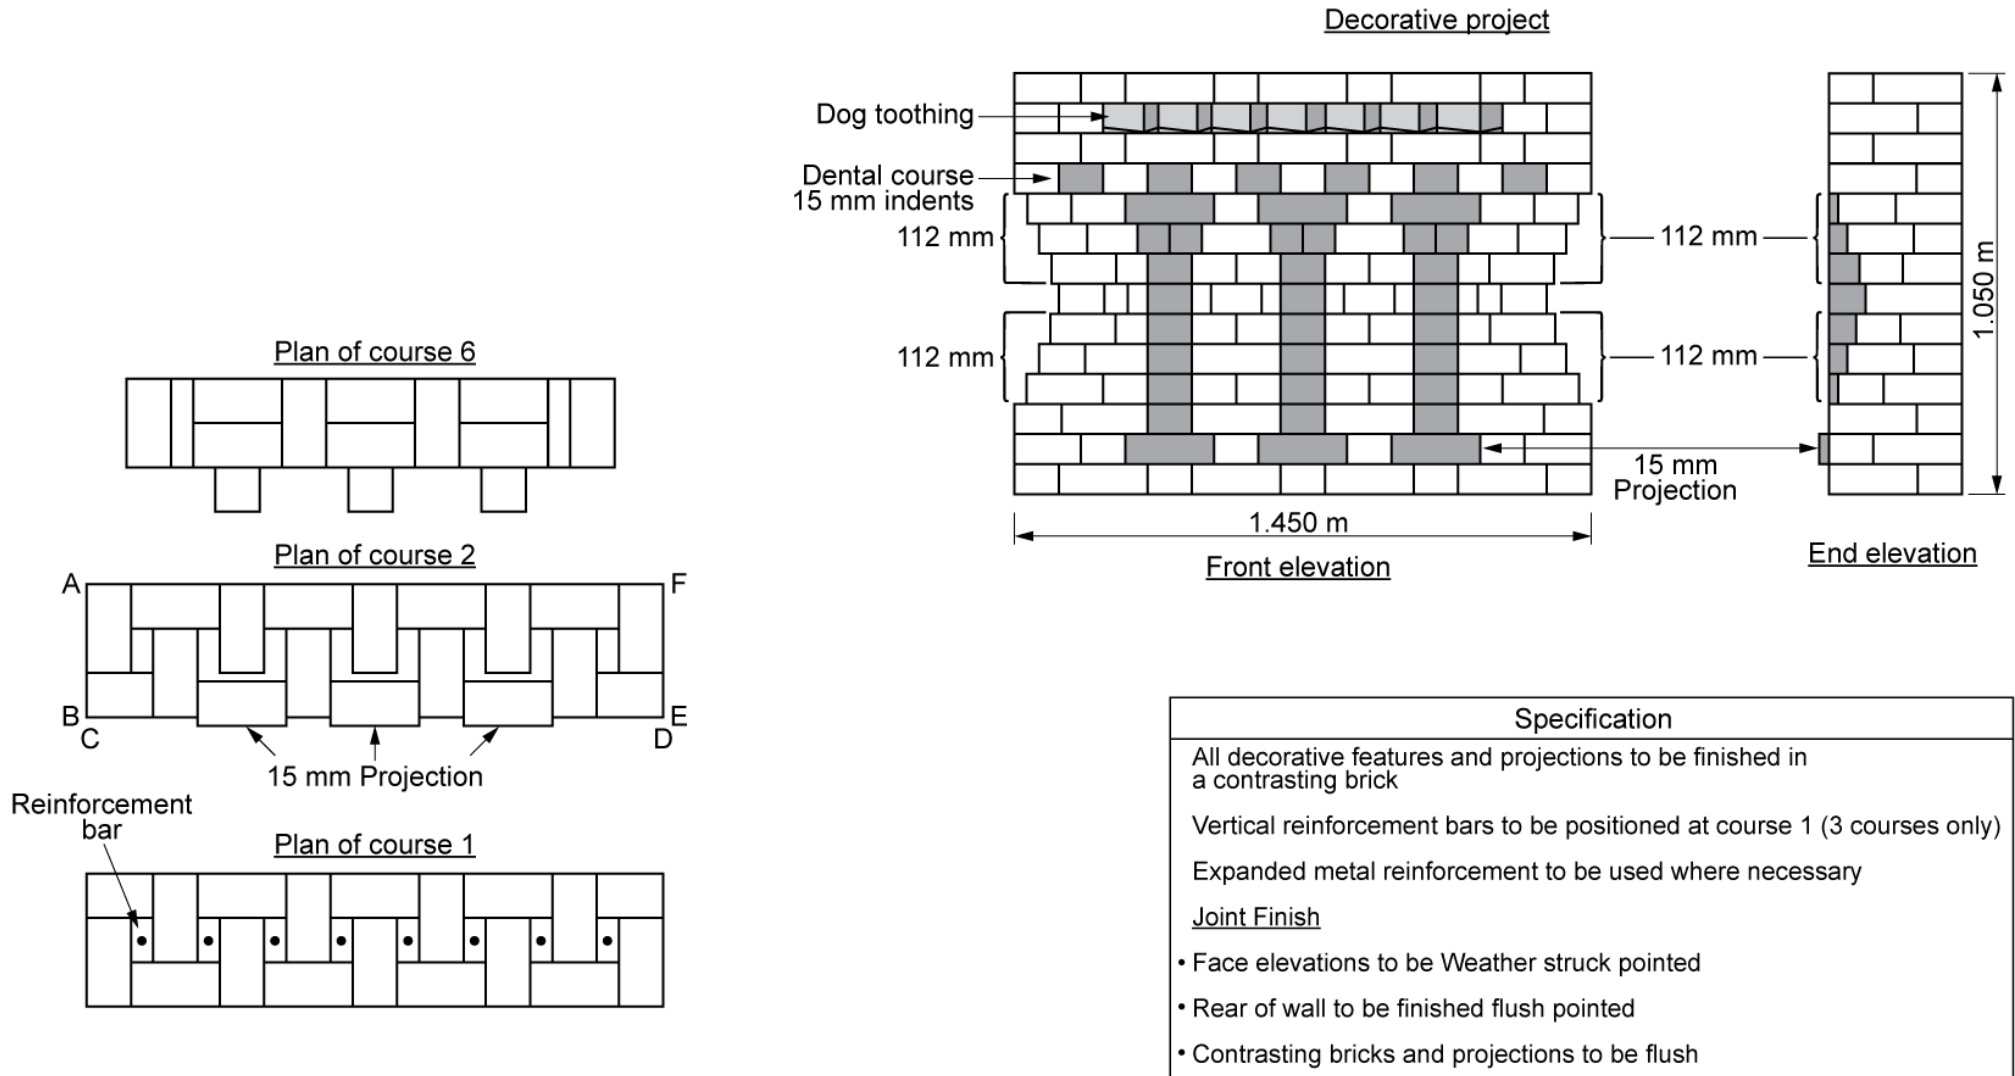 Decorative project
Dog toothing
Dental course
15 mm indents
112 mm
112 mm
112 mm
112 mm
1.050 m
15 mm
Projection
1.450 m
Front elevation
End elevation
Plan of course 6
Plan of course 2
A
F
B
E
C
D
15 mm Projection
Reinforcement
bar
Plan of course 1
Specification
All decorative features and projections to be finished in
a contrasting brick
Vertical reinforcement bars to be positioned at course 1 (3 courses only)
Expanded metal reinforcement to be used where necessary
Joint Finish
• Face elevations to be Weather struck pointed
• Rear of wall to be finished flush pointed
• Contrasting bricks and projections to be flush